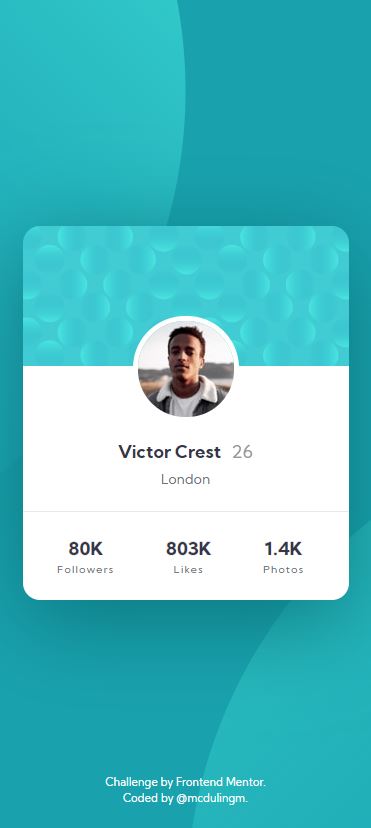 Victor Crest 26
London
80K 803K 1.4K
Followers Likes Photos
Challenge by Frontend Mentor.
Coded by @mcdulingm.